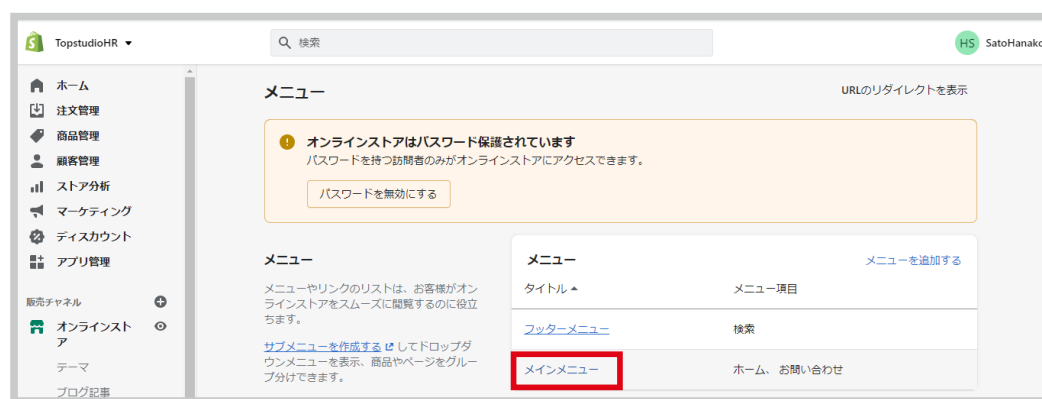 TopstudioHR
検索
HS SatoHanako
ホーム
注文管理
商品管理
顧客管理
ストア分析
マーケティング
ディスカウント
アプリ管理
販売チャネル
オンラインスト
ア
テーマ
ブログ記事
メニュー
URLのリダイレクトを表示
オンラインストアはパスワード保護されています
パスワードを持つ訪問者のみがオンラインストアにアクセスできます。
パスワードを無効にする
メニュー
メニューやリンクのリストは、お客様がオン
ラインストアをスムーズに閲覧するのに役立
ちます。
サブメニューを作成する してドロップダ
ウンメニューを表示、商品やページをグルー
プ分けできます。
メニュー
メニューを追加する
タイトル メニュー項目
フッターメニュー 検索
メインメニュー ホーム、 お問い合わせ